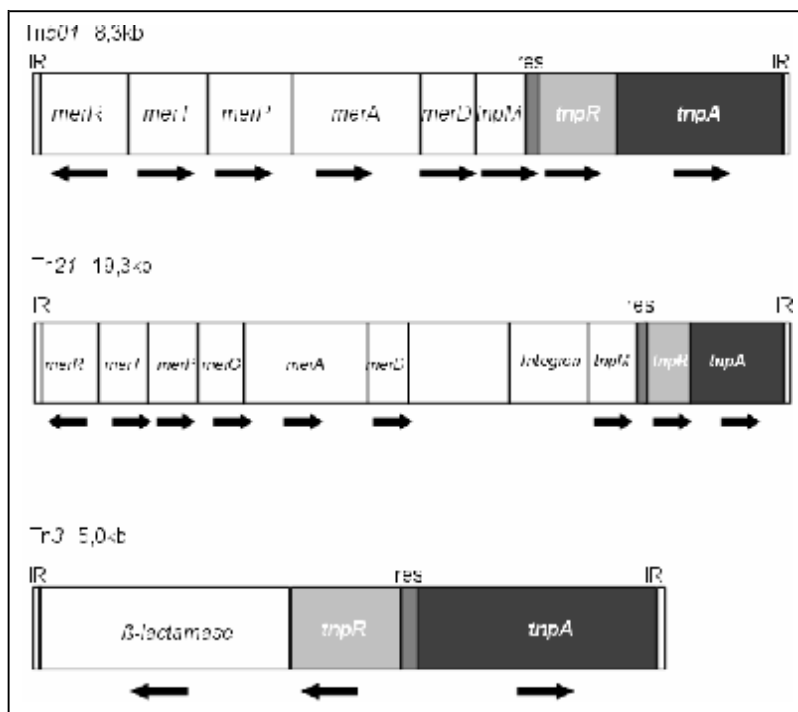 Tn501 8,3kb
IR res IR
merR merT merP merA merD tnpM tnpR tnpA
Tn21 19,3kb
IR res IR
merR merT merP merC merA merD Integron tnpM tnpR tnpA
Tn3 5,0kb
IR res IR
ß-lactamase tnpR tnpA